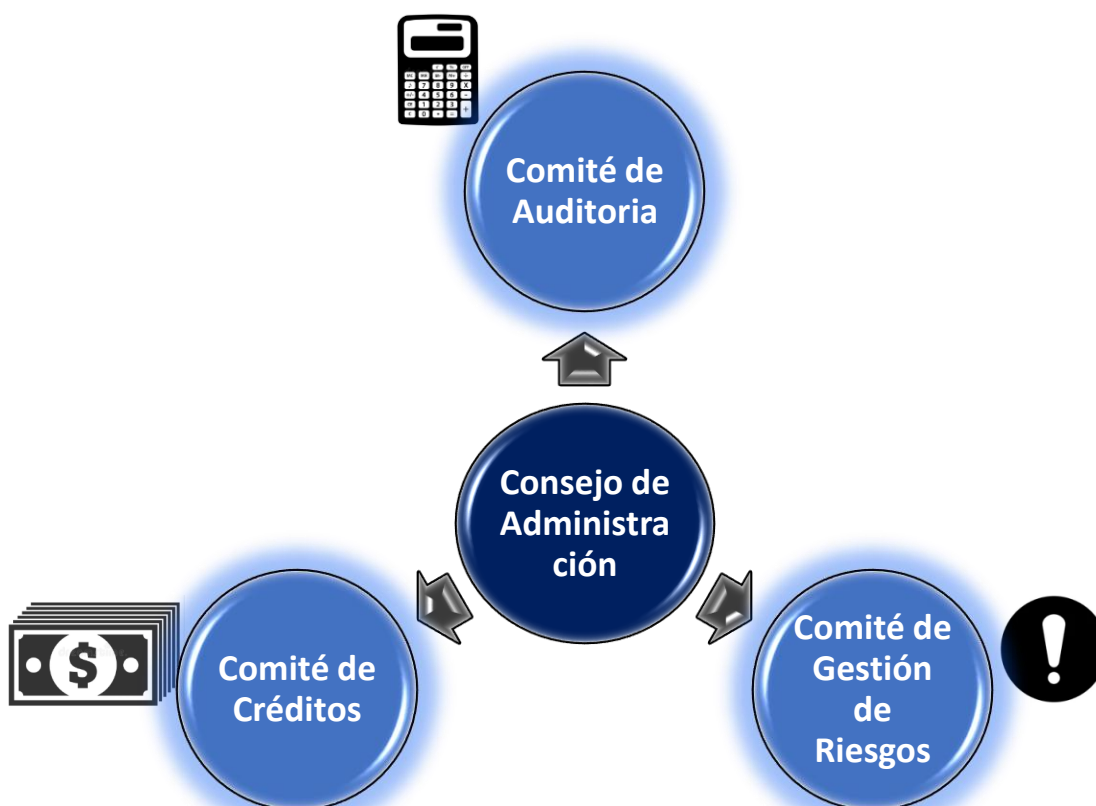 Comité de
Auditoria
Consejo de
Administra
ción
Comité de
Créditos
Comité de
Gestión
de
Riesgos
$
!